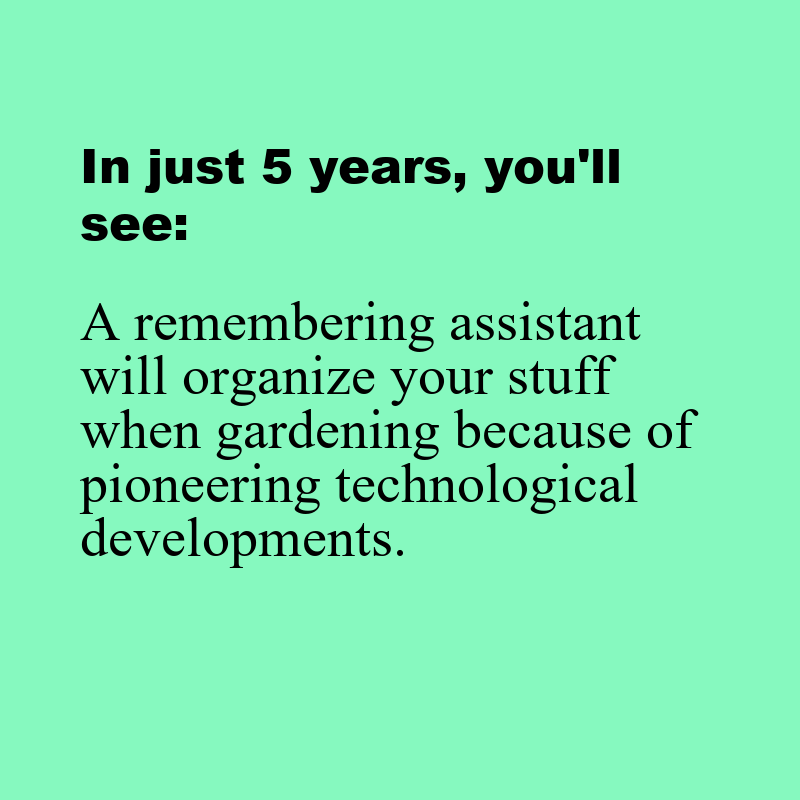 In just 5 years, you'll
see:
A remembering assistant
will organize your stuff
when gardening because of
pioneering technological
developments.